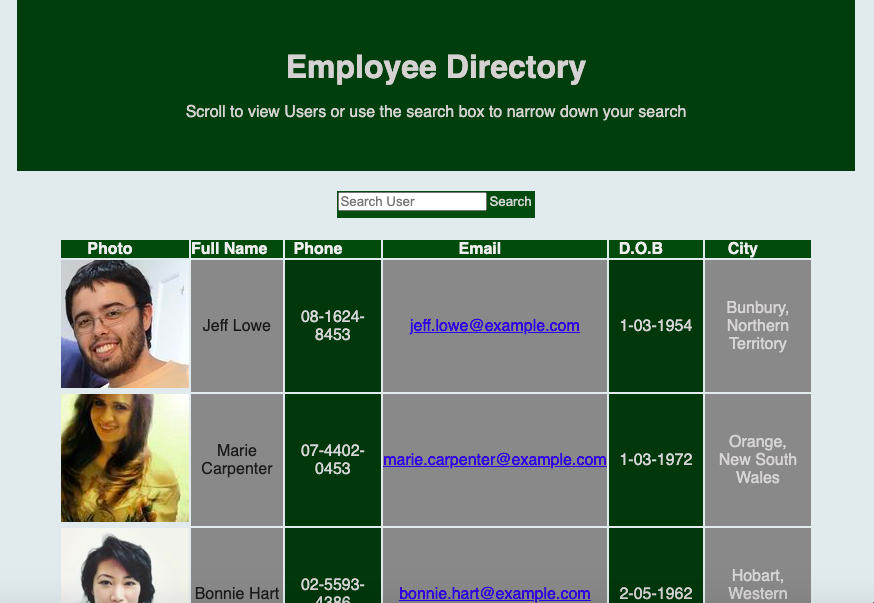 Employee Directory
Scroll to view Users or use the search box to narrow down your search
Search User Search
Photo Full Name Phone Email D.O.B City
Jeff Lowe
08-1624-
8453
jeff.lowe@example.com
1-03-1954
Bunbury,
Northern
Territory
Marie
Carpenter
07-4402-
0453
marie.carpenter@example.com
1-03-1972
Orange,
New South
Wales
Bonnie Hart
02-5593-
4386
bonnie.hart@example.com
2-05-1962
Hobart,
Western